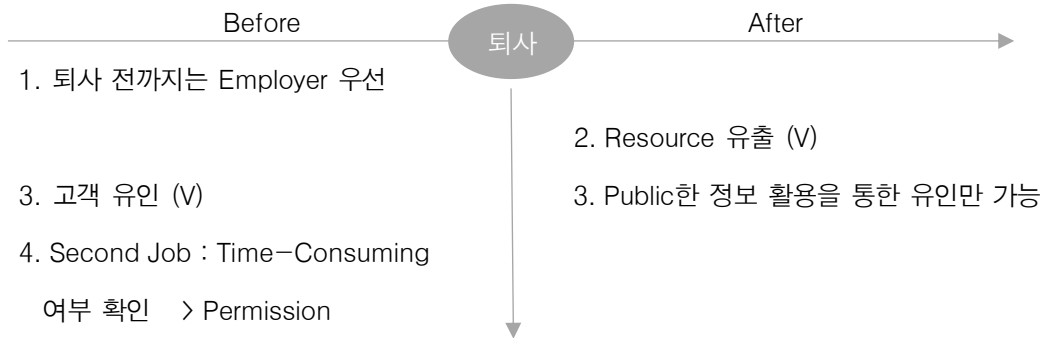 Before
퇴사
After
1. 퇴사 전까지는 Employer 우선
2. Resource 유출 (V)
3. 고객 유인 (V)
3. Public한 정보 활용을 통한 유인만 가능
4. Second Job : Time-Consuming
여부 확인 > Permission